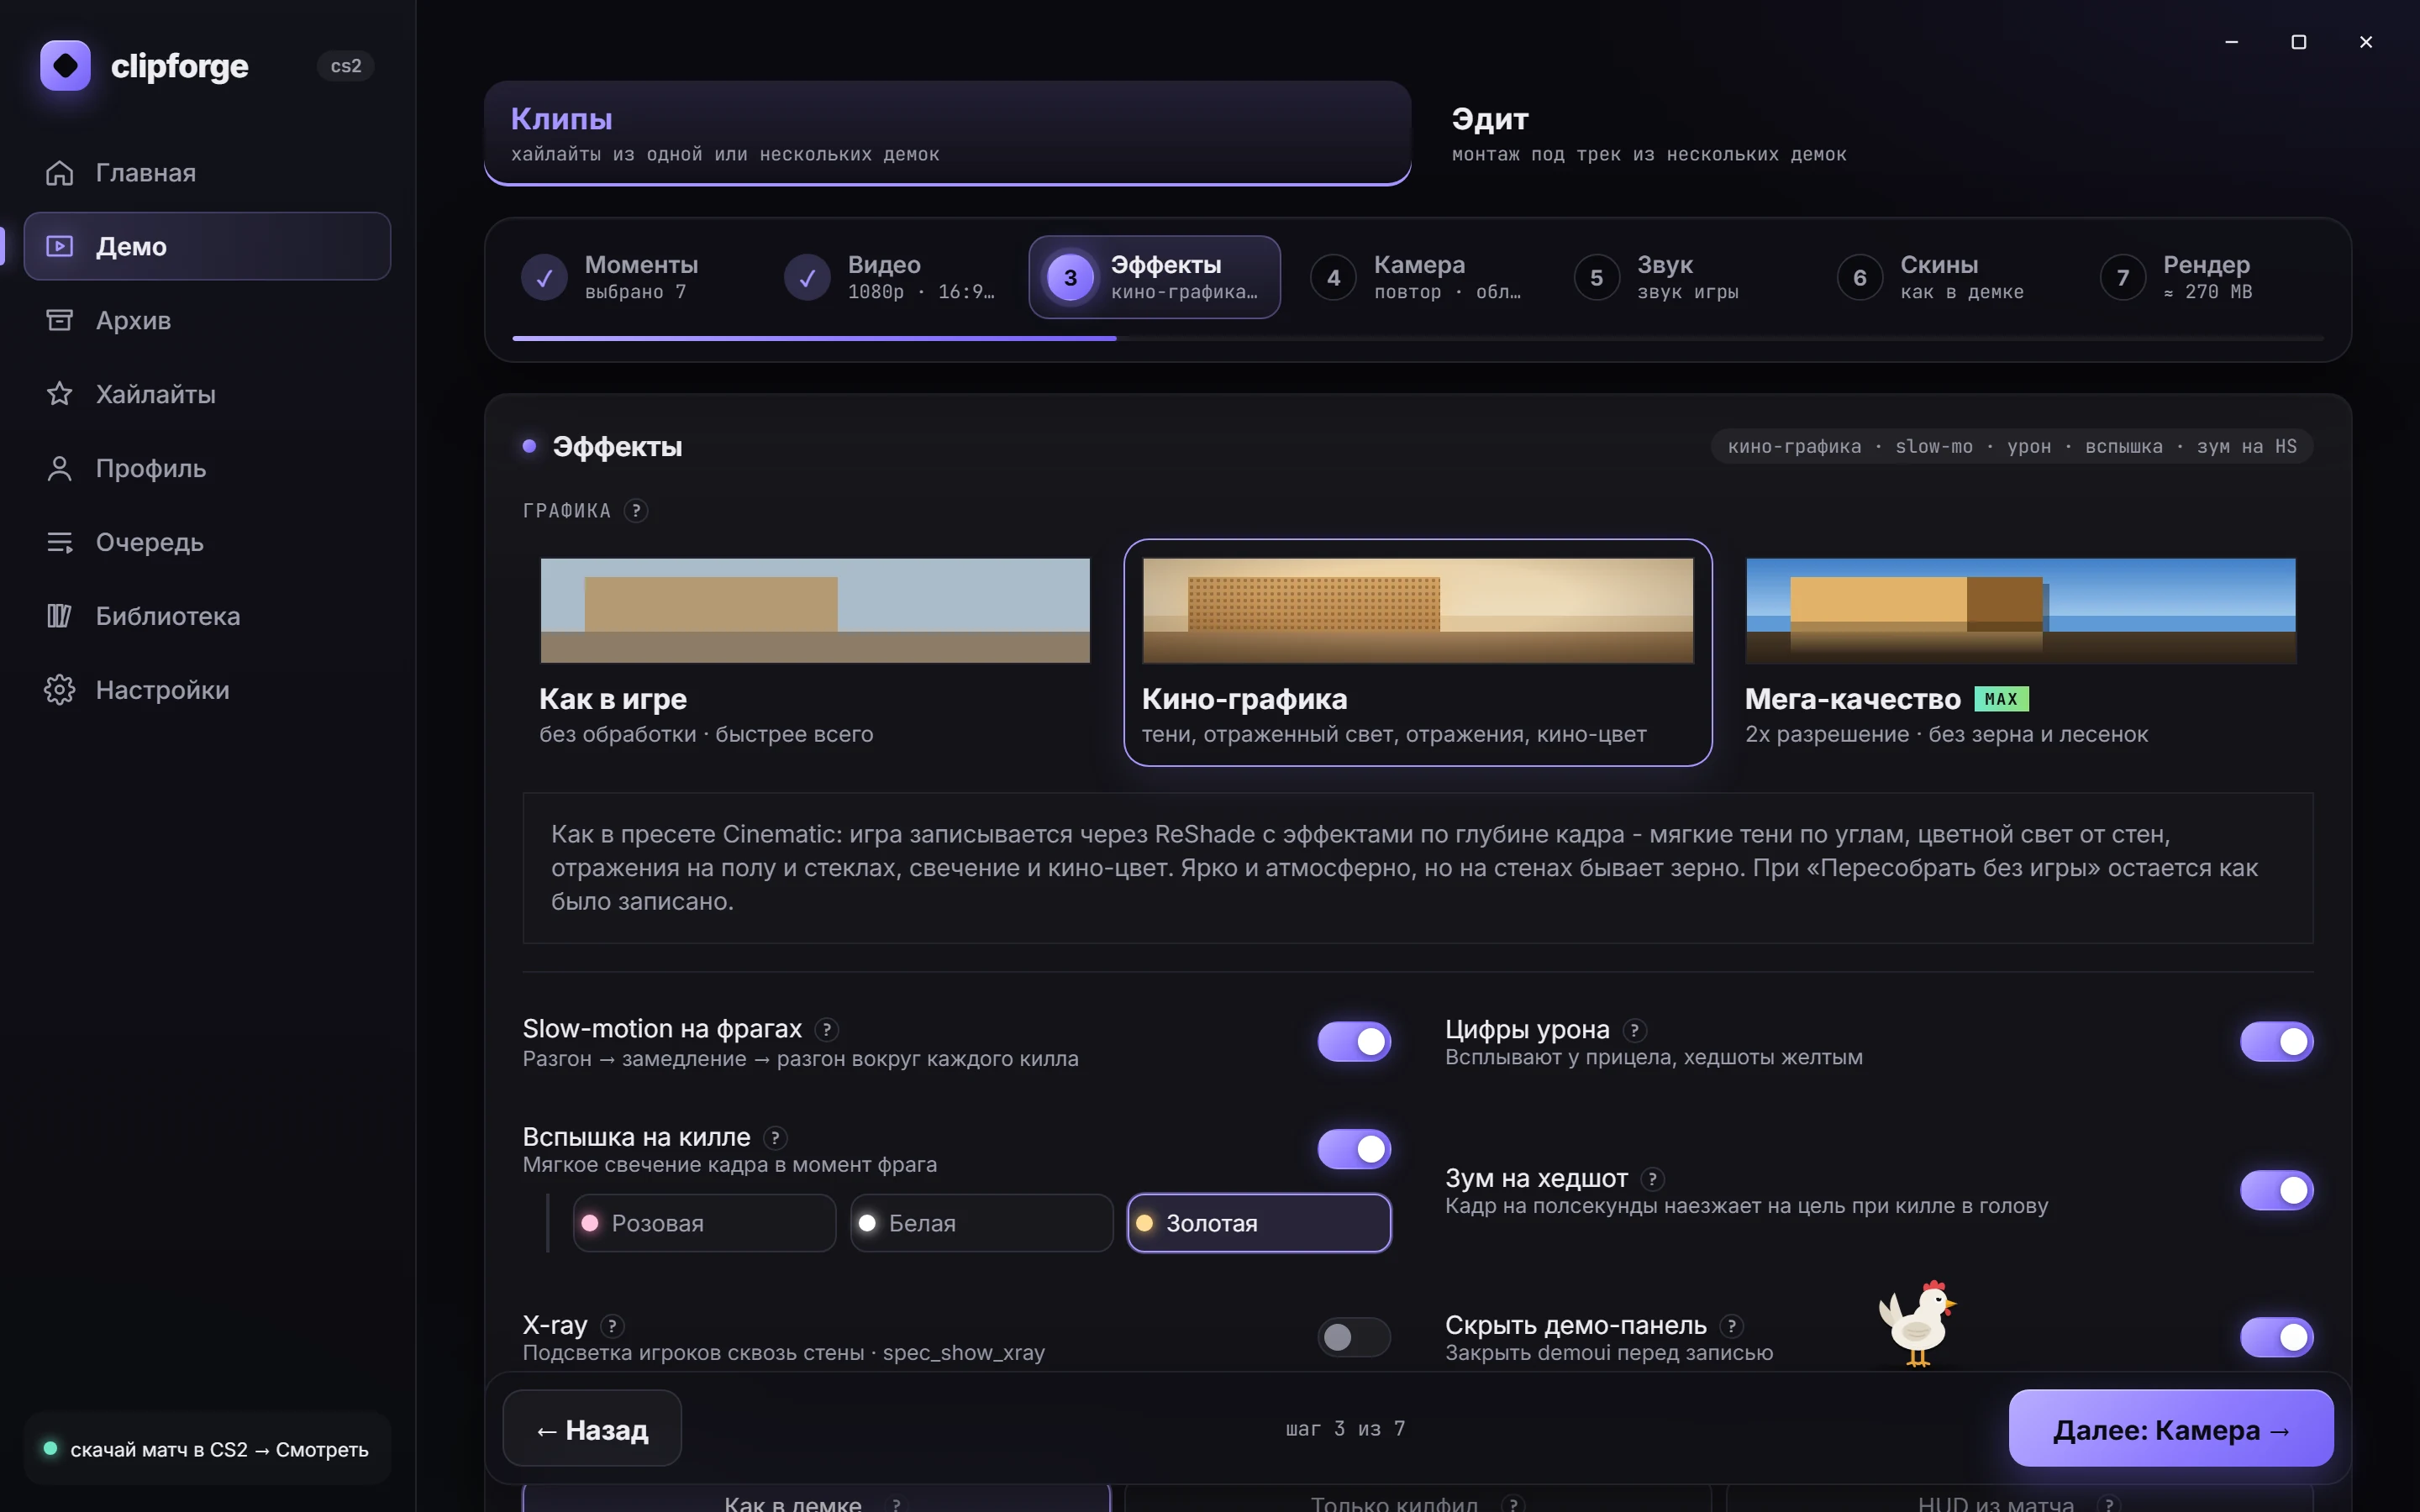 clipforge
cs2
Главная
Демо
Архив
Хайлайты
Профиль
Очередь
Библиотека
Настройки
скачай матч в CS2 → Смотреть
Клипы
хайлайты из одной или нескольких демок
Эдит
монтаж под трек из нескольких демок
✓
Моменты
выбрано 7
✓
Видео
1080p · 16:9…
3
Эффекты
кино-графика…
4
Камера
повтор · обл…
5
Звук
звук игры
6
Скины
как в демке
7
Рендер
≈ 270 MB
Эффекты
кино-графика · slow-mo · урон · вспышка · зум на HS
ГРАФИКА ?
Как в игре
без обработки · быстрее всего
Кино-графика
тени, отраженный свет, отражения, кино-цвет
Мега-качество MAX
2x разрешение · без зерна и лесенок
Как в пресете Cinematic: игра записывается через ReShade с эффектами по глубине кадра - мягкие тени по углам, цветной свет от стен,
отражения на полу и стеклах, свечение и кино-цвет. Ярко и атмосферно, но на стенах бывает зерно. При «Пересобрать без игры» остается как
было записано.
Slow-motion на фрагах ?
Разгон → замедление → разгон вокруг каждого килла
Цифры урона ?
Всплывают у прицела, хедшоты желтым
Вспышка на килле ?
Мягкое свечение кадра в момент фрага
Розовая
Белая
Золотая
Зум на хедшот ?
Кадр на полсекунды наезжает на цель при килле в голову
X-ray ?
Подсветка игроков сквозь стены · spec_show_xray
Скрыть демо-панель ?
Закрыть demoui перед записью
← Назад
шаг 3 из 7
Далее: Камера →
Как в демке ?
Только килфид ?
HUD из матча ?